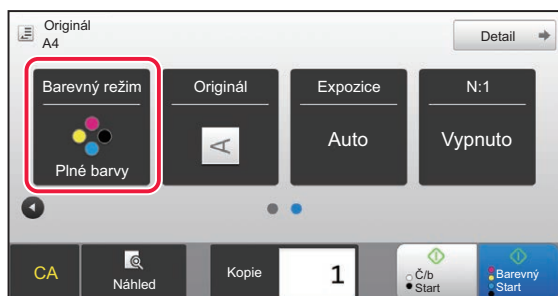 Originál
A4
Detail
Barevný režim
Plné barvy
Originál
A
Expozice
Auto
N:1
Vypnuto
CA
Náhled
Kopie
1
Č/b
Start
Barevný
Start